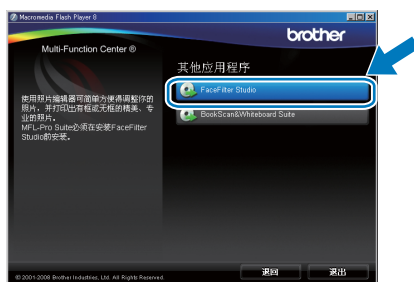 Macromedia Flash Player 8
brother
Multi-Function Center ®
其他应用程序
FaceFilter Studio
BookScan&Whiteboard Suite
使用照片编辑器可简单方便得调整你的
照片，并打印出有框或无框的精美、专
业的照片。
MFL-Pro Suite必须在安装FaceFilter
Studio前安装。
© 2001-2008 Brother Industries, Ltd. All Rights Reserved.
退回
退出